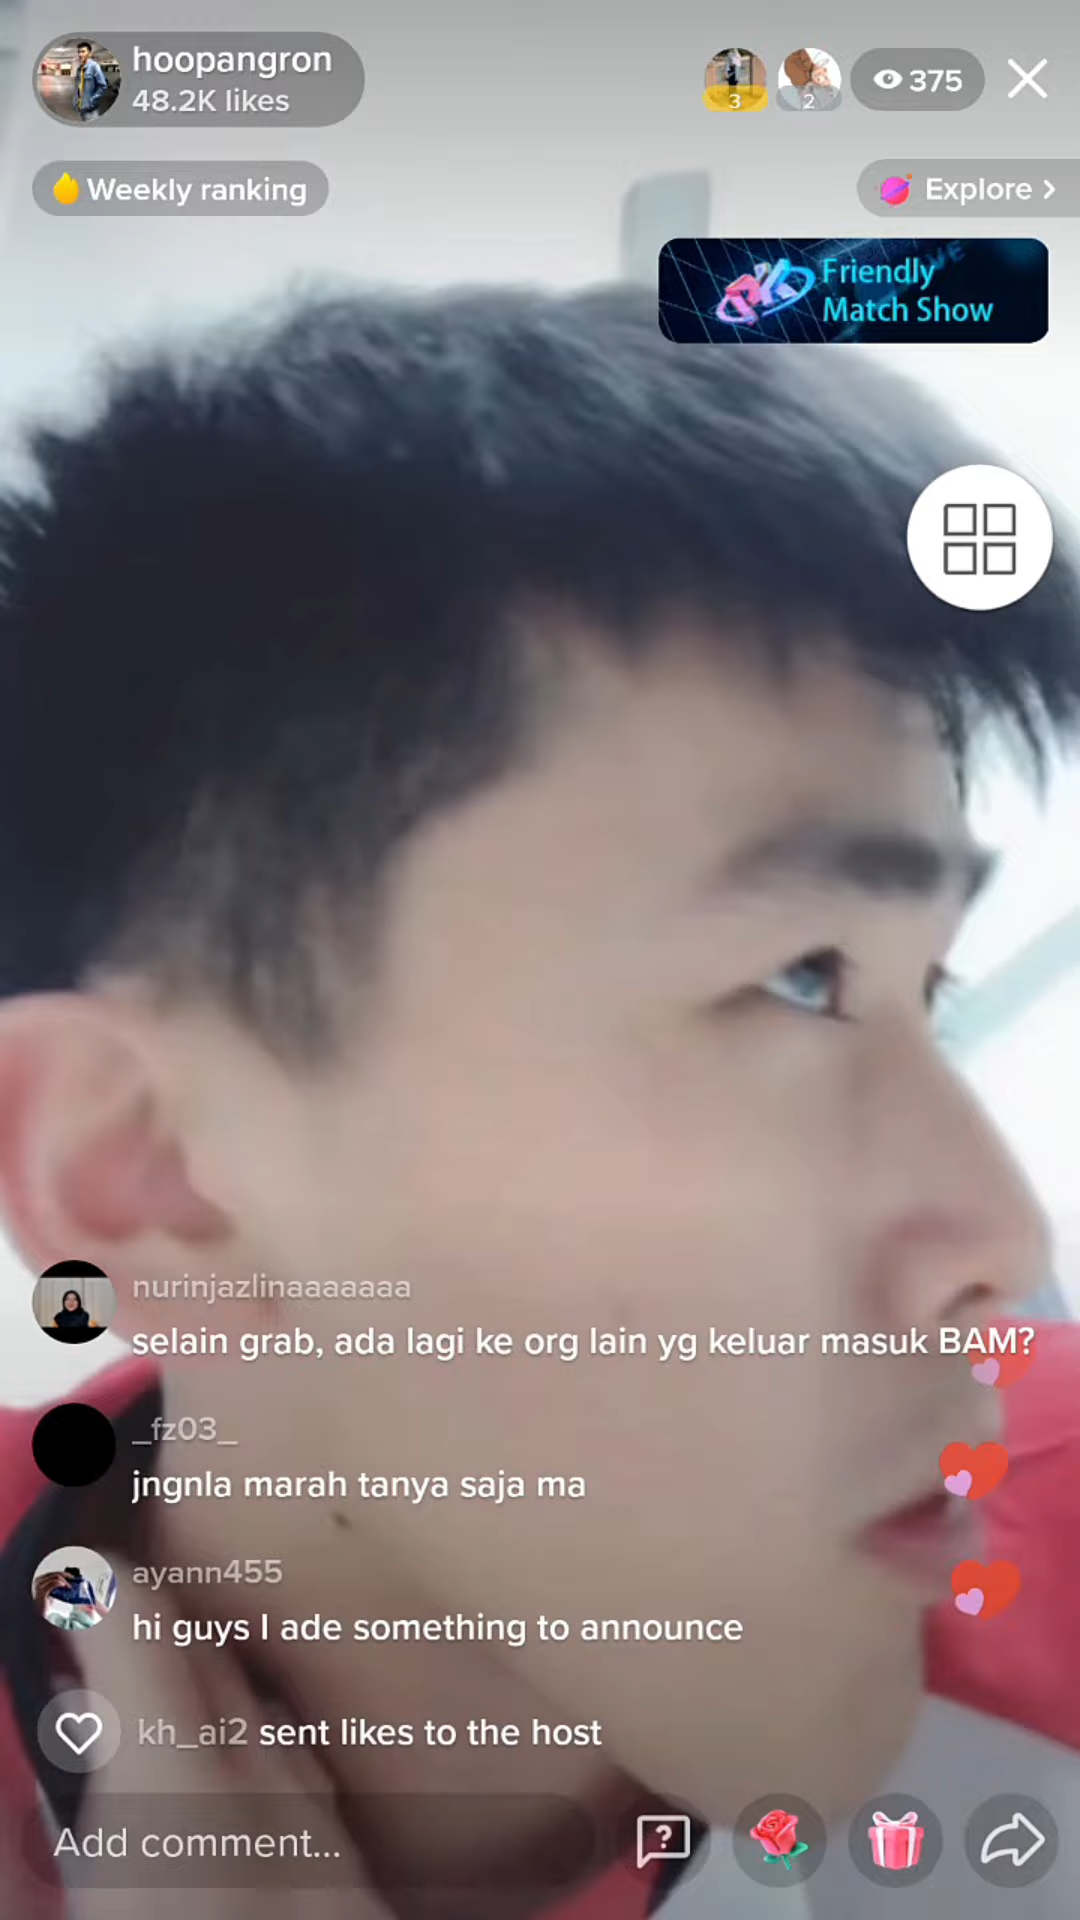 hoopangron
48.2K likes
3
2
375
Weekly ranking
Explore
Friendly
Match Show
nurinjazlinaaaaaaa
selain grab, ada lagi ke org lain yg keluar masuk BAM?
_fz03_
jngnla marah tanya saja ma
ayann455
hi guys I ade something to announce
kh_ai2 sent likes to the host
Add comment...